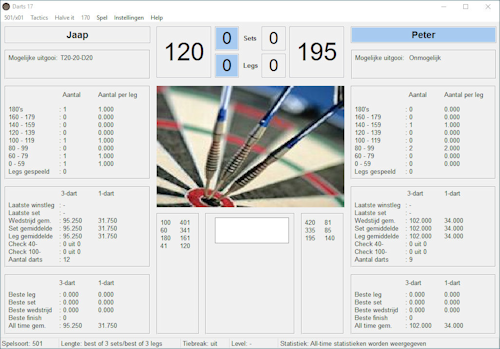 Darts 17
501/x01 Tactics Halve it 170 Spel Instellingen Help
Jaap
120
0 Sets 0
0 Legs 0
195
Peter
Mogelijke uitgooi: T20-20-D20
Mogelijke uitgooi: Onmogelijk
Aantal Aantal per leg
180's : 1 1.000
160 - 179 : 0 0.000
140 - 159 : 1 1.000
120 - 139 : 0 0.000
100 - 119 : 1 1.000
80 - 99 : 0 0.000
60 - 79 : 1 1.000
0 - 59 : 1 1.000
Legs gespeeld : 0
Aantal Aantal per leg
180's : 0 0.000
160 - 179 : 0 0.000
140 - 159 : 0 0.000
120 - 139 : 0 0.000
100 - 119 : 0 0.000
80 - 99 : 2 2.000
60 - 79 : 0 0.000
0 - 59 : 0 0.000
Legs gespeeld : 0
3-dart 1-dart
Laatste winstleg : -
Laatste set : -
Wedstrijd gem. : 95.250 31.750
Set gemiddelde : 95.250 31.750
Leg gemiddelde : 95.250 31.750
Check 40- : 0 uit 0
Check 100- : 0 uit 0
Aantal darts : 12
100 401
60 341
180 161
41 120
420 81
335 85
195 140
3-dart 1-dart
Laatste winstleg : -
Laatste set : -
Wedstrijd gem. : 102.000 34.000
Set gemiddelde : 102.000 34.000
Leg gemiddelde : 102.000 34.000
Check 40- : 0 uit 0
Check 100- : 0 uit 0
Aantal darts : 9
3-dart 1-dart
Beste leg : 0.000 0.000
Beste set : 0.000 0.000
Beste wedstrijd : 0.000 0.000
Beste finish : 0
All time gem. : 95.250 31.750
3-dart 1-dart
Beste leg : 0.000 0.000
Beste set : 0.000 0.000
Beste wedstrijd : 0.000 0.000
Beste finish : 0
All time gem. : 102.000 34.000
Spelsoort: 501 Lengte: best of 3 sets/best of 3 legs Tiebreak: uit Level: - Statistiek: All-time statistieken worden weergegeven